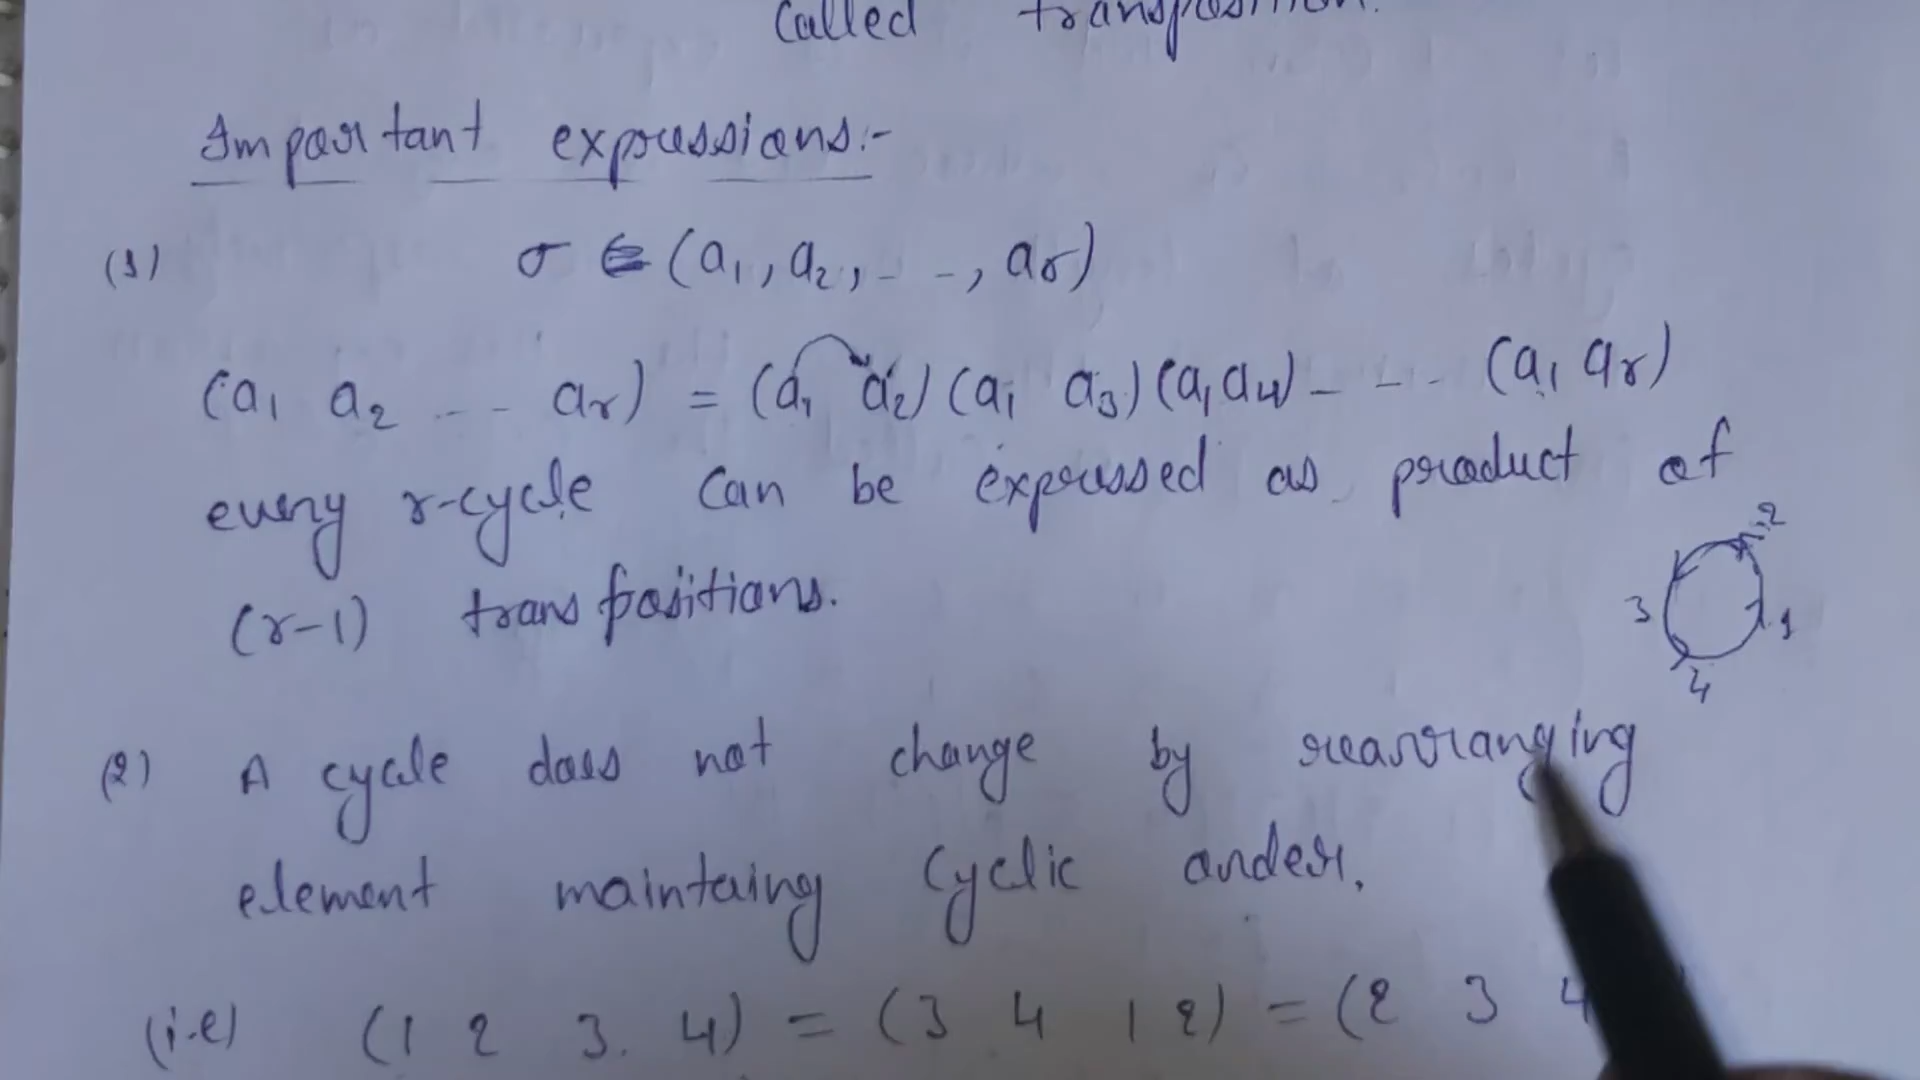 Called transposition.
Important expressions:-
(1) σ = (a₁, a₂, - - -, aᵣ)
(a₁ a₂ - - - aᵣ) = (a₁ a₂) (a₁ a₃) (a₁ a₄) - - - (a₁ aᵣ)
every r-cycle can be expressed as product of
(r-1) transpositions.
2
3
1
4
(2) A cycle does not change by rearranging
element maintaing cyclic order.
(i.e) (1 2 3. 4) = (3 4 1 2) = (2 3 4